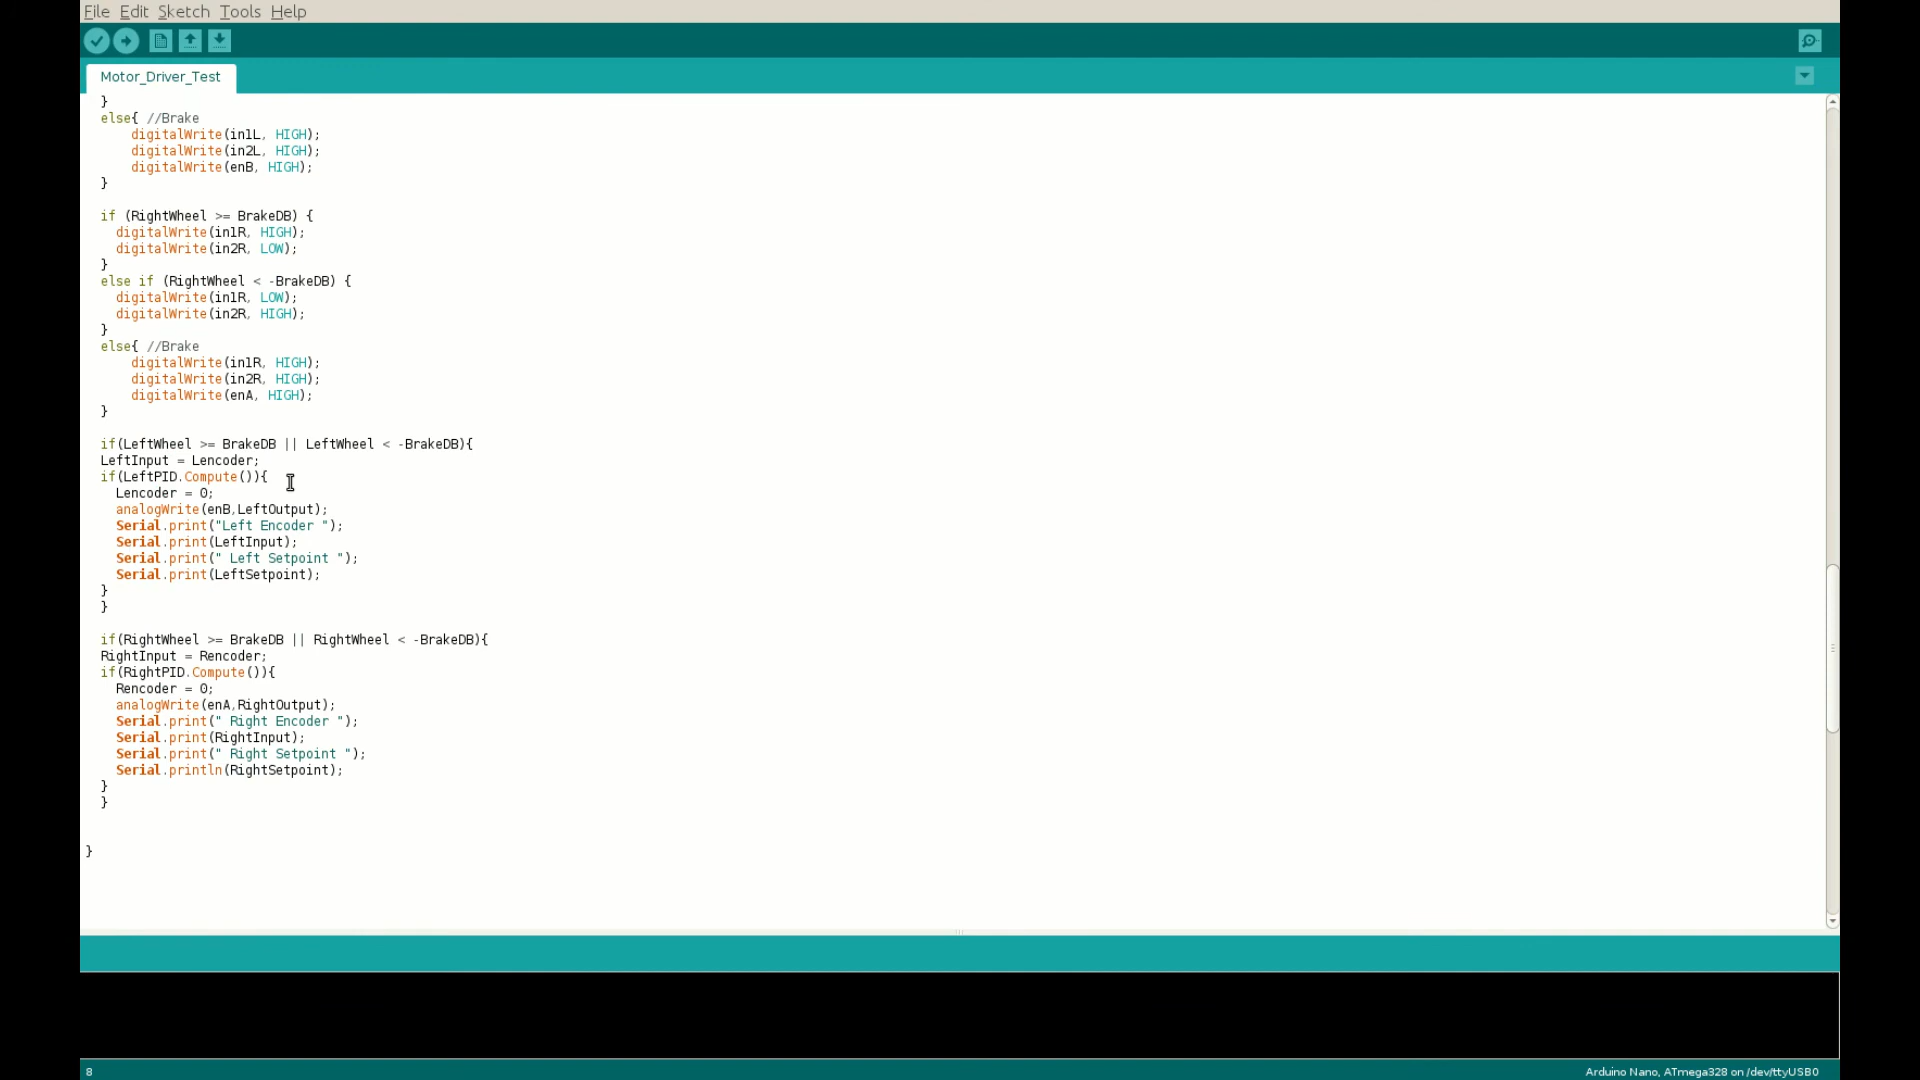 File Edit Sketch Tools Help
Motor_Driver_Test
}
else{ //Brake
digitalWrite(in1L, HIGH);
digitalWrite(in2L, HIGH);
digitalWrite(enB, HIGH);
}
if (RightWheel >= BrakeDB) {
digitalWrite(in1R, HIGH);
digitalWrite(in2R, LOW);
}
else if (RightWheel < -BrakeDB) {
digitalWrite(in1R, LOW);
digitalWrite(in2R, HIGH);
}
else{ //Brake
digitalWrite(in1R, HIGH);
digitalWrite(in2R, HIGH);
digitalWrite(enA, HIGH);
}
if(LeftWheel >= BrakeDB || LeftWheel < -BrakeDB){
LeftInput = Lencoder;
if(LeftPID.Compute()){
Lencoder = 0;
analogWrite(enB,LeftOutput);
Serial.print("Left Encoder ");
Serial.print(LeftInput);
Serial.print(" Left Setpoint ");
Serial.print(LeftSetpoint);
}
}
if(RightWheel >= BrakeDB || RightWheel < -BrakeDB){
RightInput = Rencoder;
if(RightPID.Compute()){
Rencoder = 0;
analogWrite(enA,RightOutput);
Serial.print(" Right Encoder ");
Serial.print(RightInput);
Serial.print(" Right Setpoint ");
Serial.println(RightSetpoint);
}
}
}
8 Arduino Nano, ATmega328 on /dev/ttyUSB0